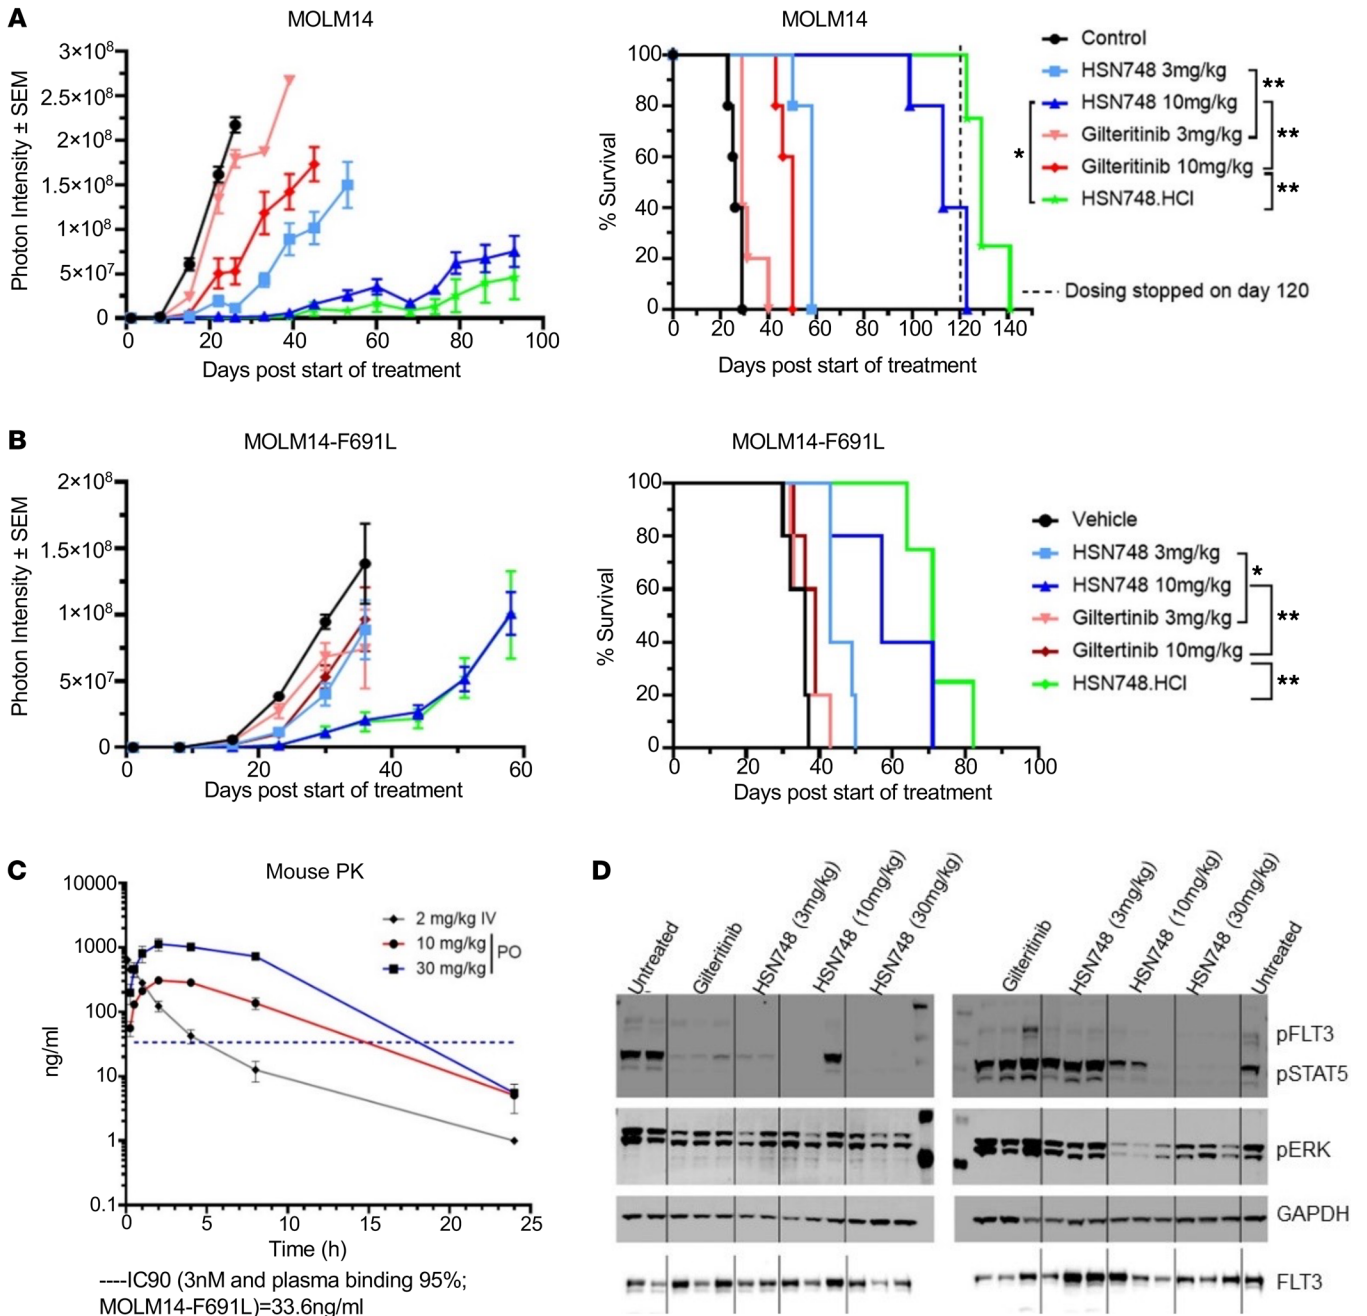 A
MOLM14
3×10⁸
2.5×10⁸
2×10⁸
1.5×10⁸
1×10⁸
5×10⁷
0
Photon Intensity ± SEM
0 20 40 60 80 100
Days post start of treatment
MOLM14
100
80
60
40
20
0
% Survival
0 20 40 60 80 100 120 140
Days post start of treatment
Control
HSN748 3mg/kg
HSN748 10mg/kg
Gilteritinib 3mg/kg
Gilteritinib 10mg/kg
HSN748.HCl
**
**
*
**
Dosing stopped on day 120
B
MOLM14-F691L
2×10⁸
1.5×10⁸
1×10⁸
5×10⁷
0
Photon Intensity ± SEM
0 20 40 60
Days post start of treatment
MOLM14-F691L
100
80
60
40
20
0
% Survival
0 20 40 60 80 100
Days post start of treatment
Vehicle
HSN748 3mg/kg
HSN748 10mg/kg
Giltertinib 3mg/kg
Giltertinib 10mg/kg
HSN748.HCl
*
**
**
C
Mouse PK
10000
1000
100
10
1
0.1
ng/ml
0 5 10 15 20 25
Time (h)
2 mg/kg IV
10 mg/kg
30 mg/kg
PO
----IC90 (3nM and plasma binding 95%;
MOLM14-F691L)=33.6ng/ml
D
Untreated
Gilteritinib
HSN748 (3mg/kg)
HSN748 (10mg/kg)
HSN748 (30mg/kg)
Gilteritinib
HSN748 (3mg/kg)
HSN748 (10mg/kg)
HSN748 (30mg/kg)
Untreated
pFLT3
pSTAT5
pERK
GAPDH
FLT3